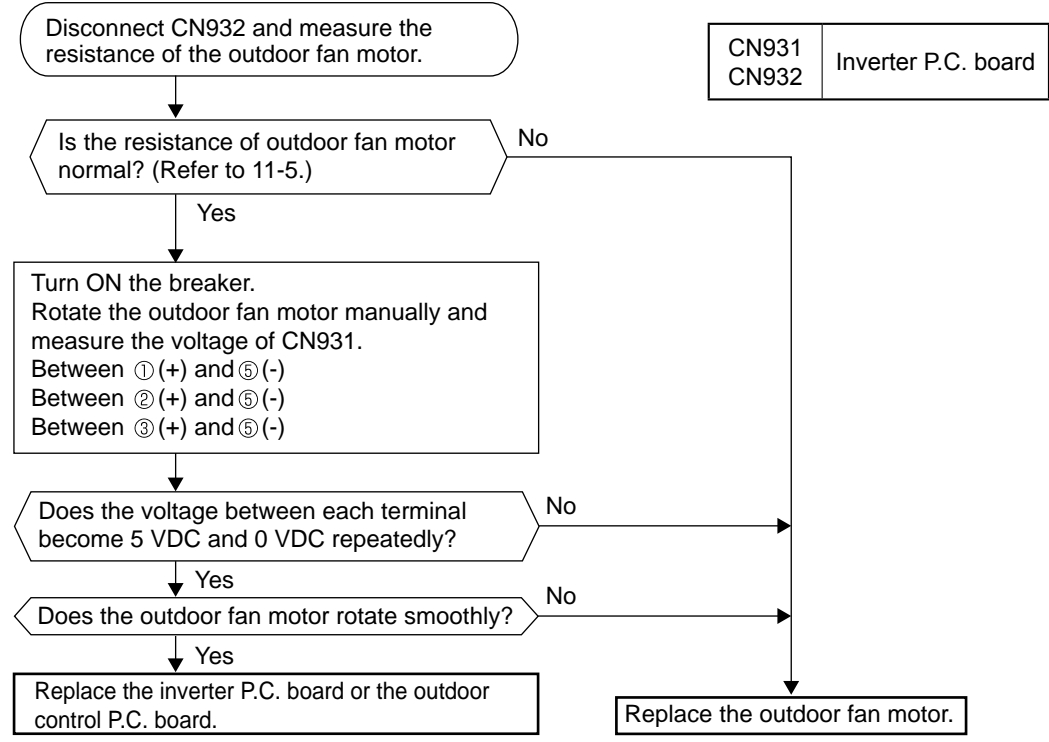 Disconnect CN932 and measure the
resistance of the outdoor fan motor.
CN931
CN932
Inverter P.C. board
Is the resistance of outdoor fan motor
normal? (Refer to 11-5.)
No
Yes
Turn ON the breaker.
Rotate the outdoor fan motor manually and
measure the voltage of CN931.
Between ① (+) and ⑤ (-)
Between ② (+) and ⑤ (-)
Between ③ (+) and ⑤ (-)
Does the voltage between each terminal
become 5 VDC and 0 VDC repeatedly?
No
Yes
Does the outdoor fan motor rotate smoothly?
No
Yes
Replace the inverter P.C. board or the outdoor
control P.C. board.
Replace the outdoor fan motor.